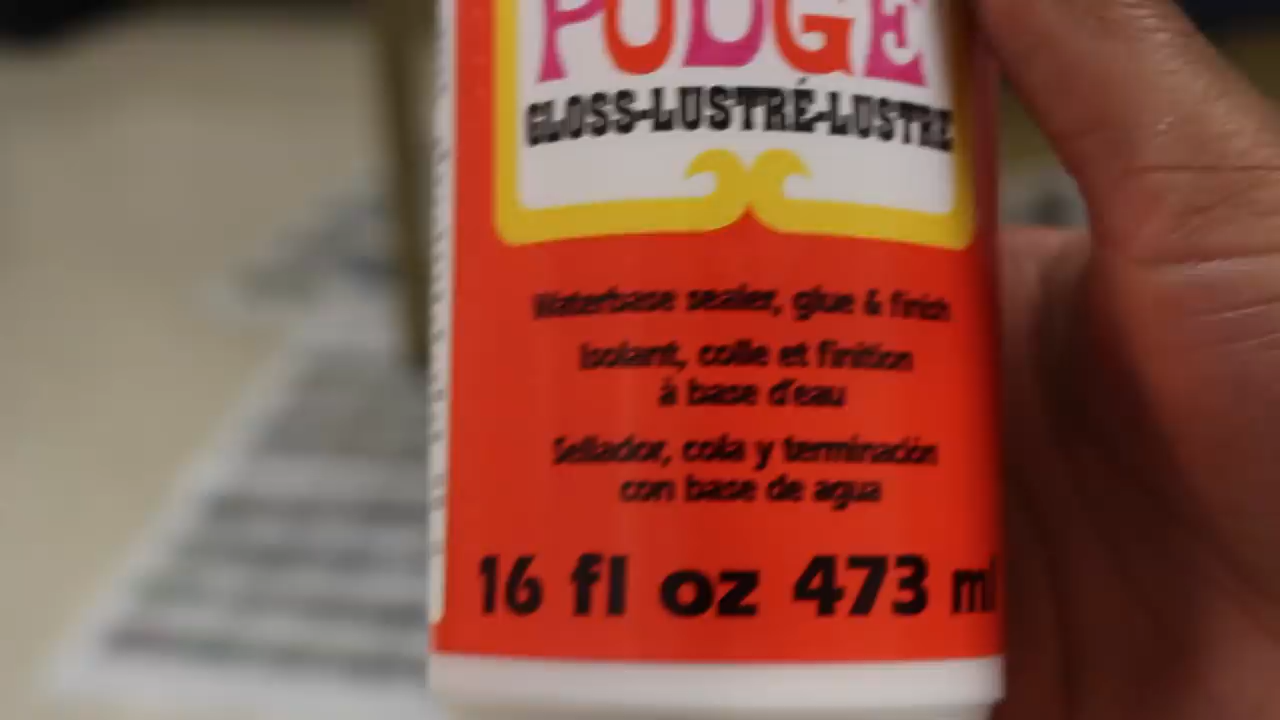 PODGE
GLOSS-LUSTRÉ-LUSTRE
Waterbase sealer, glue & finish
Isolant, colle et finition
à base d'eau
Sellador, cola y terminación
con base de agua
16 fl oz 473 ml